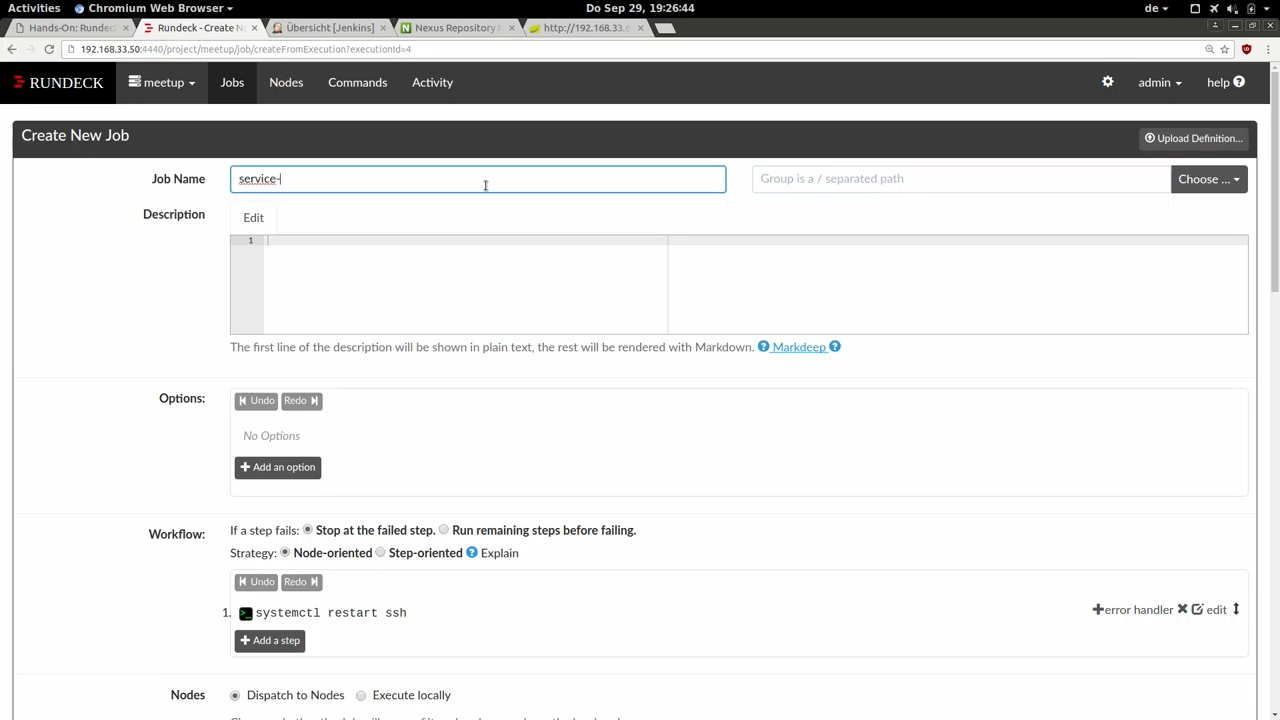 Activities Chromium Web Browser Do Sep 29, 19:26:44 de
Hands-On: Rundeck Rundeck - Create N Übersicht [Jenkins] Nexus Repository http://192.168.33.
192.168.33.50:4440/project/meetup/job/createFromExecution?executionId=4
RUNDECK meetup Jobs Nodes Commands Activity admin help
Create New Job Upload Definition...
Job Name service- Group is a / separated path Choose ...
Description Edit
1
The first line of the description will be shown in plain text, the rest will be rendered with Markdown. Markdeep
Options: Undo Redo
No Options
+ Add an option
Workflow: If a step fails: Stop at the failed step. Run remaining steps before failing.
Strategy: Node-oriented Step-oriented Explain
Undo Redo
1. systemctl restart ssh +error handler edit
+ Add a step
Nodes Dispatch to Nodes Execute locally